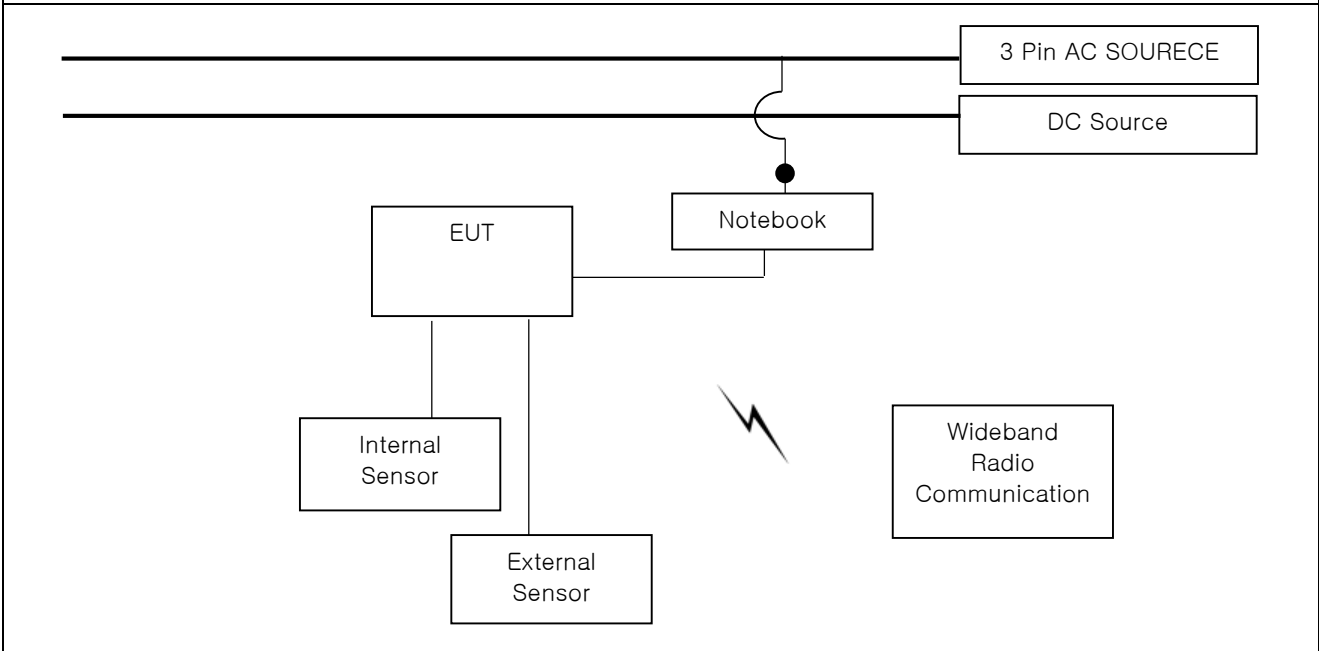 3 Pin AC SOURECE
DC Source
Notebook
EUT
Internal
Sensor
Wideband
Radio
Communication
External
Sensor